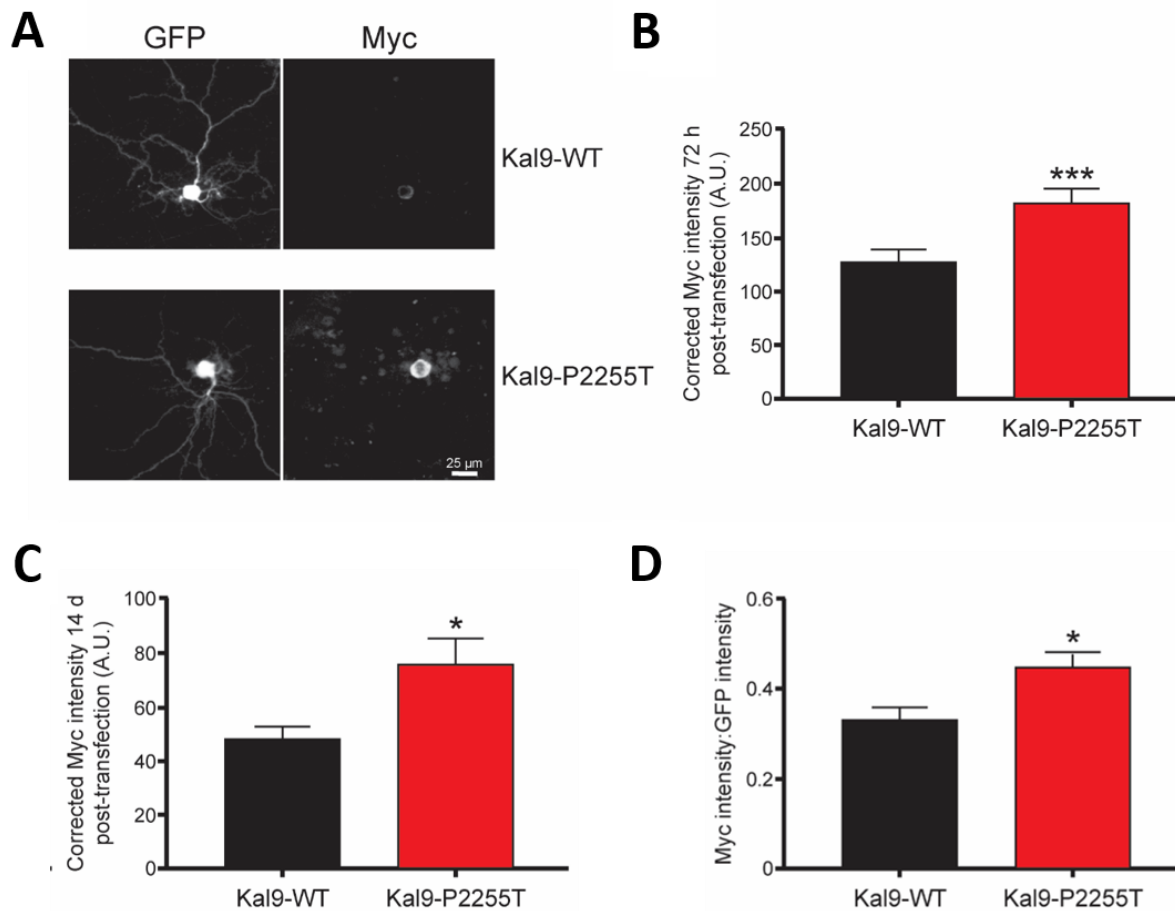 A
GFP
Myc
Kal9-WT
Kal9-P2255T
25 µm
B
Corrected Myc intensity 72 h
post-transfection (A.U.)
250
200
150
100
50
0
***
Kal9-WT
Kal9-P2255T
C
Corrected Myc intensity 14 d
post-transfection (A.U.)
100
80
60
40
20
0
*
Kal9-WT
Kal9-P2255T
D
Myc intensity:GFP intensity
0.6
0.4
0.2
0
*
Kal9-WT
Kal9-P2255T